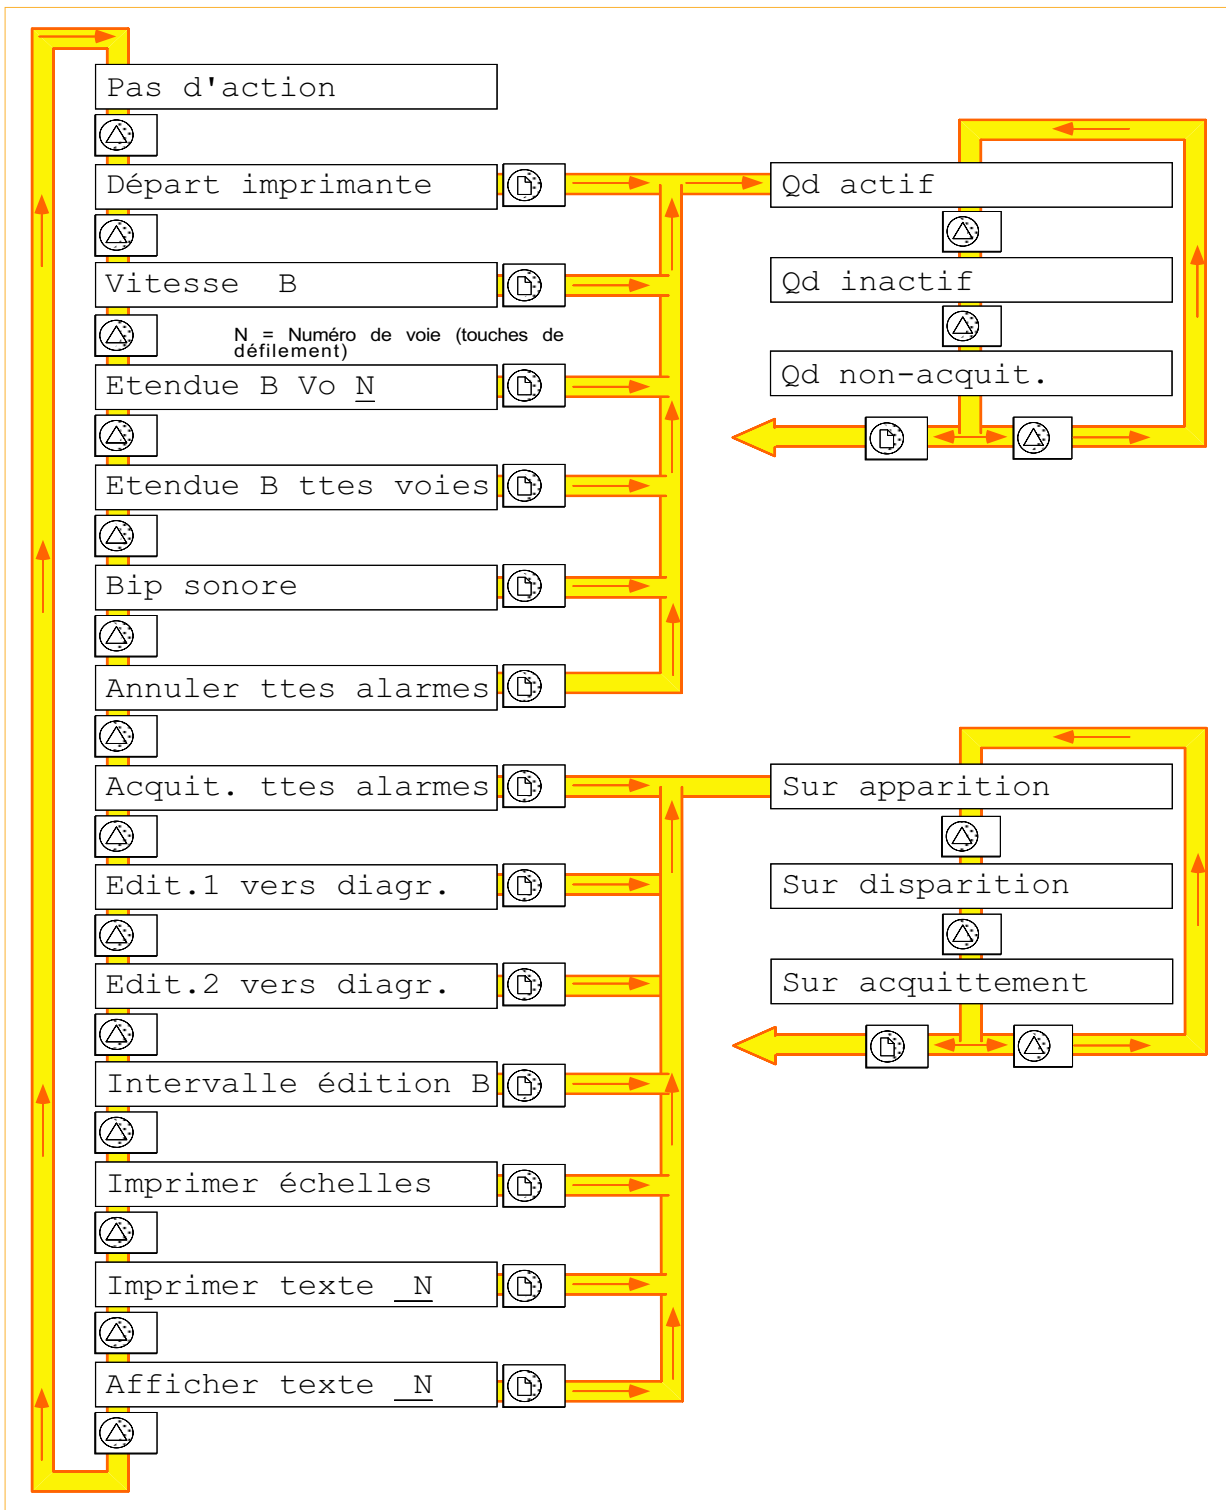 Pas d'action
Départ imprimante
Vitesse  B
N = Numéro de voie (touches de
défilement)
Etendue B Vo N
Etendue B ttes voies
Bip sonore
Annuler ttes alarmes
Acquit. ttes alarmes
Edit.1 vers diagr.
Edit.2 vers diagr.
Intervalle édition B
Imprimer échelles
Imprimer texte  N
Afficher texte  N
Qd actif
Qd inactif
Qd non-acquit.
Sur apparition
Sur disparition
Sur acquittement